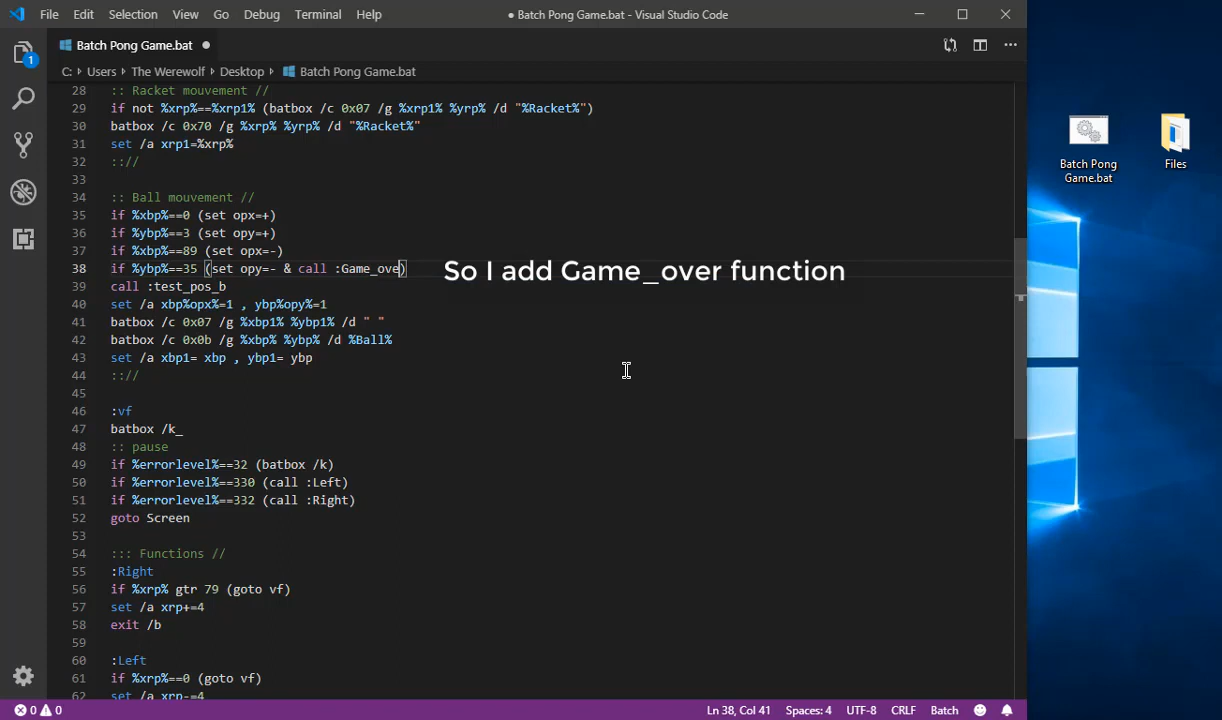 File Edit Selection View Go Debug Terminal Help
● Batch Pong Game.bat - Visual Studio Code
Batch Pong Game.bat ●
C: > Users > The Werewolf > Desktop > Batch Pong Game.bat
28 :: Racket mouvement //
29 if not %xrp%==%xrp1% (batbox /c 0x07 /g %xrp1% %yrp% /d "%Racket%")
30 batbox /c 0x70 /g %xrp% %yrp% /d "%Racket%"
31 set /a xrp1=%xrp%
32 :://
33
34 :: Ball mouvement //
35 if %xbp%==0 (set opx=+)
36 if %ybp%==3 (set opy=+)
37 if %xbp%==89 (set opx=-)
38 if %ybp%==35 (set opy=- & call :Game_ove)
So I add Game_over function
39 call :test_pos_b
40 set /a xbp%opx%=1 , ybp%opy%=1
41 batbox /c 0x07 /g %xbp1% %ybp1% /d " "
42 batbox /c 0x0b /g %xbp% %ybp% /d %Ball%
43 set /a xbp1= xbp , ybp1= ybp
44 :://
45
46 :vf
47 batbox /k_
48 :: pause
49 if %errorlevel%==32 (batbox /k)
50 if %errorlevel%==330 (call :Left)
51 if %errorlevel%==332 (call :Right)
52 goto Screen
53
54 ::: Functions //
55 :Right
56 if %xrp% gtr 79 (goto vf)
57 set /a xrp+=4
58 exit /b
59
60 :Left
61 if %xrp%==0 (goto vf)
62 set /a xrp-=4
1
0 0
Ln 38, Col 41 Spaces: 4 UTF-8 CRLF Batch
Batch Pong
Game.bat
Files